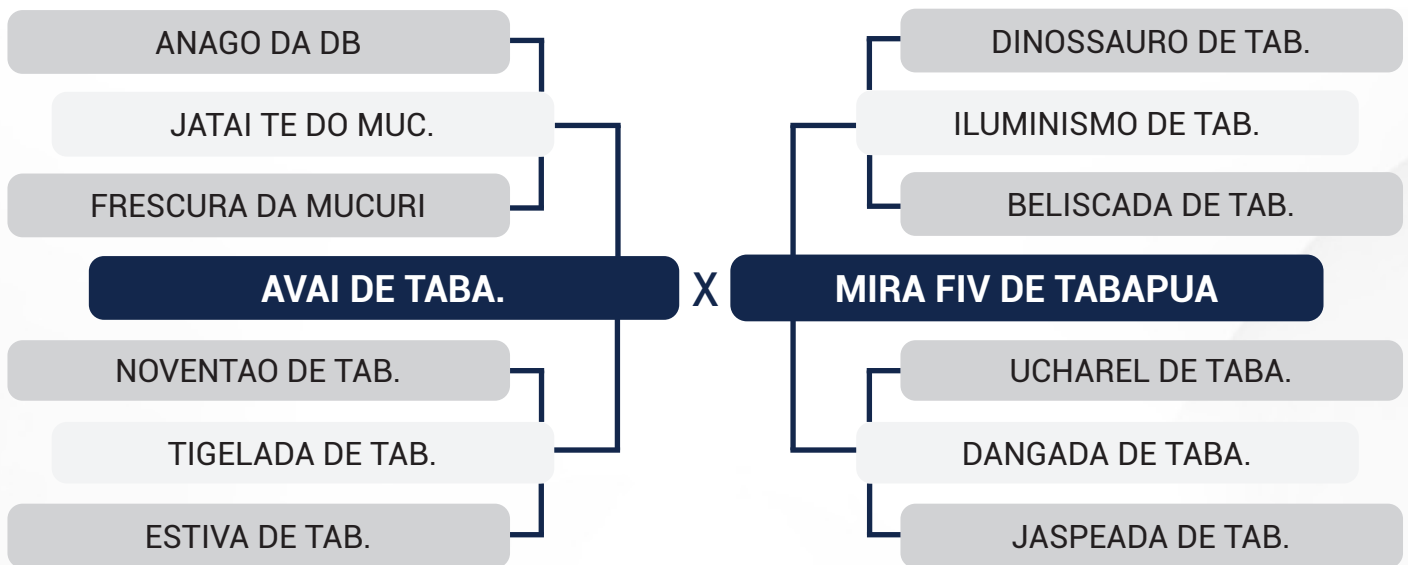 ANAGO DA DB
JATAI TE DO MUC.
FRESCURA DA MUCURI
AVAI DE TABA.
NOVENTAO DE TAB.
TIGELADA DE TAB.
ESTIVA DE TAB.
X
DINOSSAURO DE TAB.
ILUMINISMO DE TAB.
BELISCADA DE TAB.
MIRA FIV DE TABAPUA
UCHAREL DE TABA.
DANGADA DE TABA.
JASPEADA DE TAB.